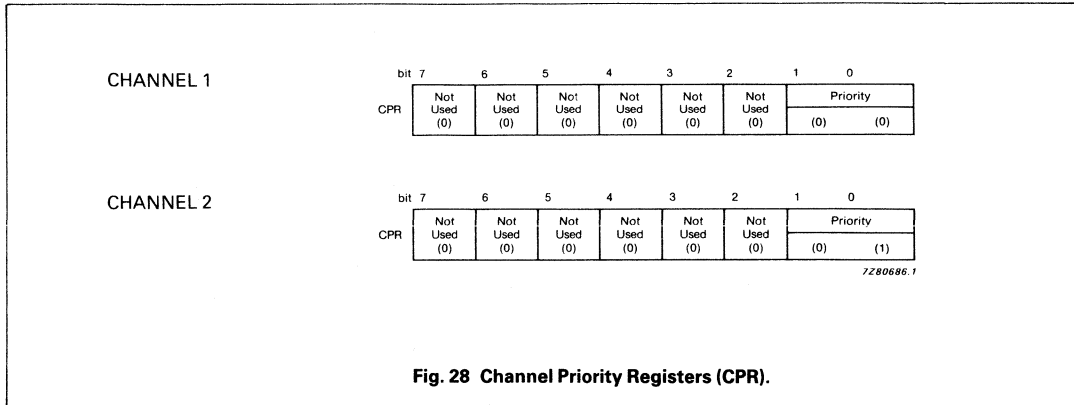 CHANNEL 1
bit 7 6 5 4 3 2 1 0
CPR
Not Used (0) Not Used (0) Not Used (0) Not Used (0) Not Used (0) Not Used (0) Priority
(0) (0)
CHANNEL 2
bit 7 6 5 4 3 2 1 0
CPR
Not Used (0) Not Used (0) Not Used (0) Not Used (0) Not Used (0) Not Used (0) Priority
(0) (1)
7Z80686.1
Fig. 28 Channel Priority Registers (CPR).